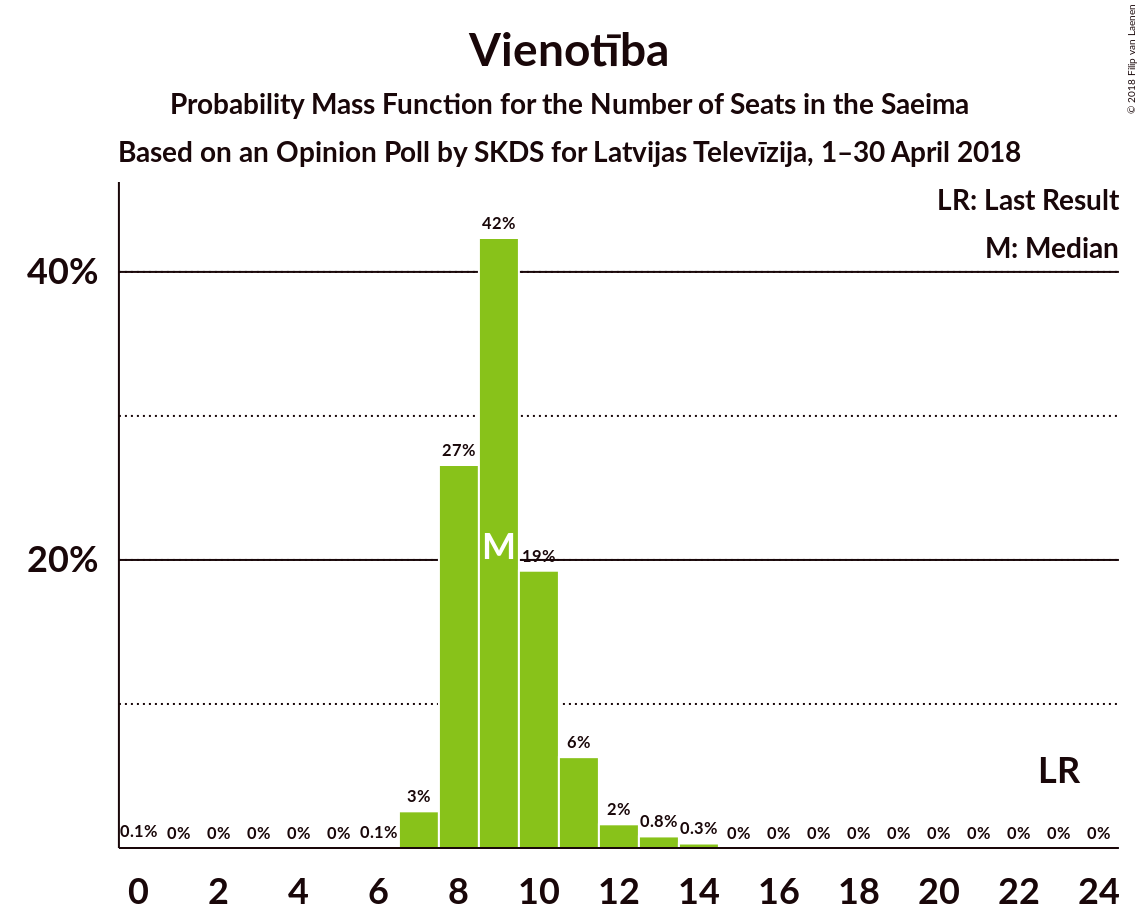 Vienotība
Probability Mass Function for the Number of Seats in the Saeima
Based on an Opinion Poll by SKDS for Latvijas Televīzija, 1–30 April 2018
© 2018 Filip van Laenen
LR: Last Result
M: Median
40%
20%
0.1% 0% 0% 0% 0% 0% 0.1% 3% 27% 42% 19% 6% 2% 0.8% 0.3% 0% 0% 0% 0% 0% 0% 0% 0% 0% 0%
M
LR
0 2 4 6 8 10 12 14 16 18 20 22 24